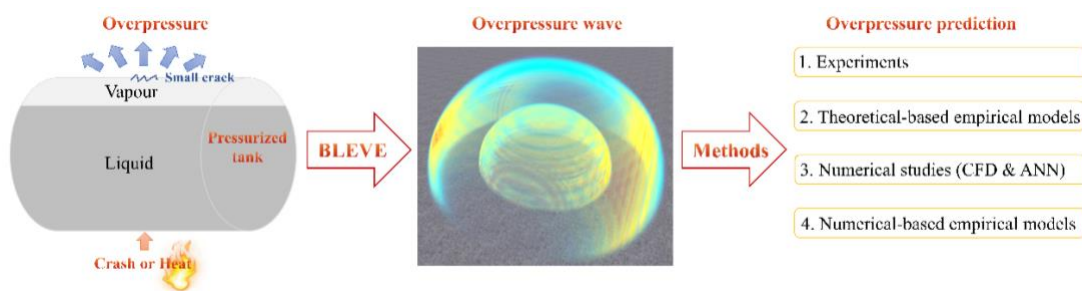 Overpressure
Small crack
Vapour
Pressurized
tank
Liquid
Crash or Heat
BLEVE
Overpressure wave
Methods
Overpressure prediction
1. Experiments
2. Theoretical-based empirical models
3. Numerical studies (CFD & ANN)
4. Numerical-based empirical models